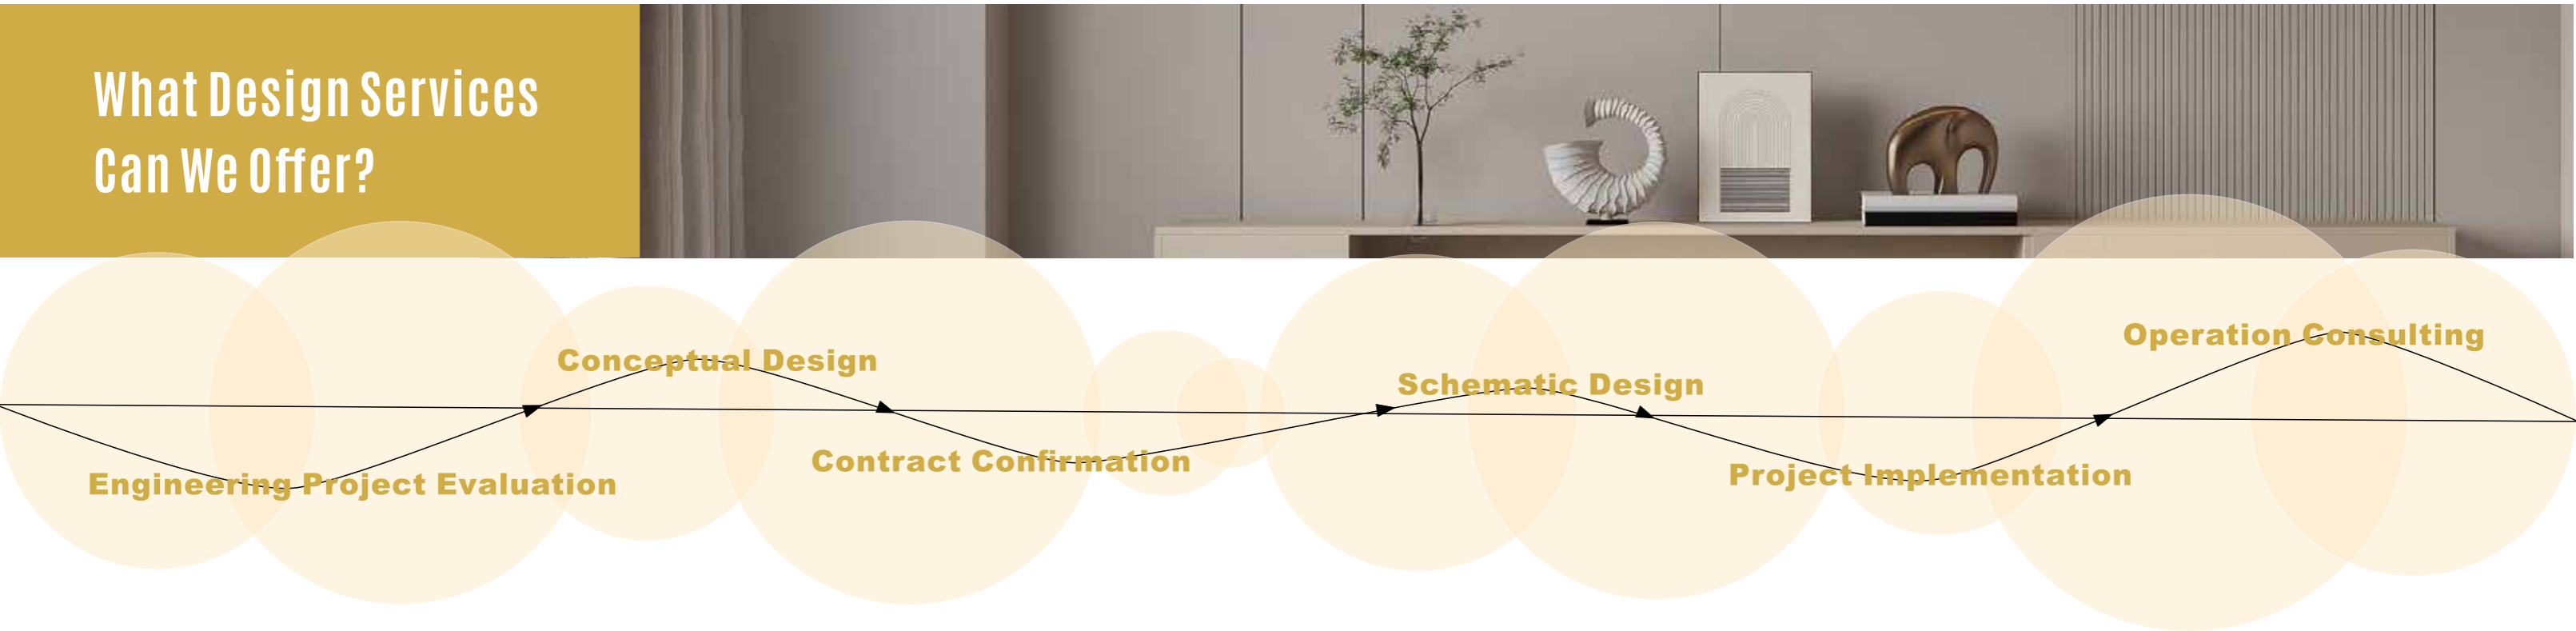 What Design Services
Can We Offer?
Conceptual Design
Engineering Project Evaluation
Contract Confirmation
Schematic Design
Project Implementation
Operation Consulting